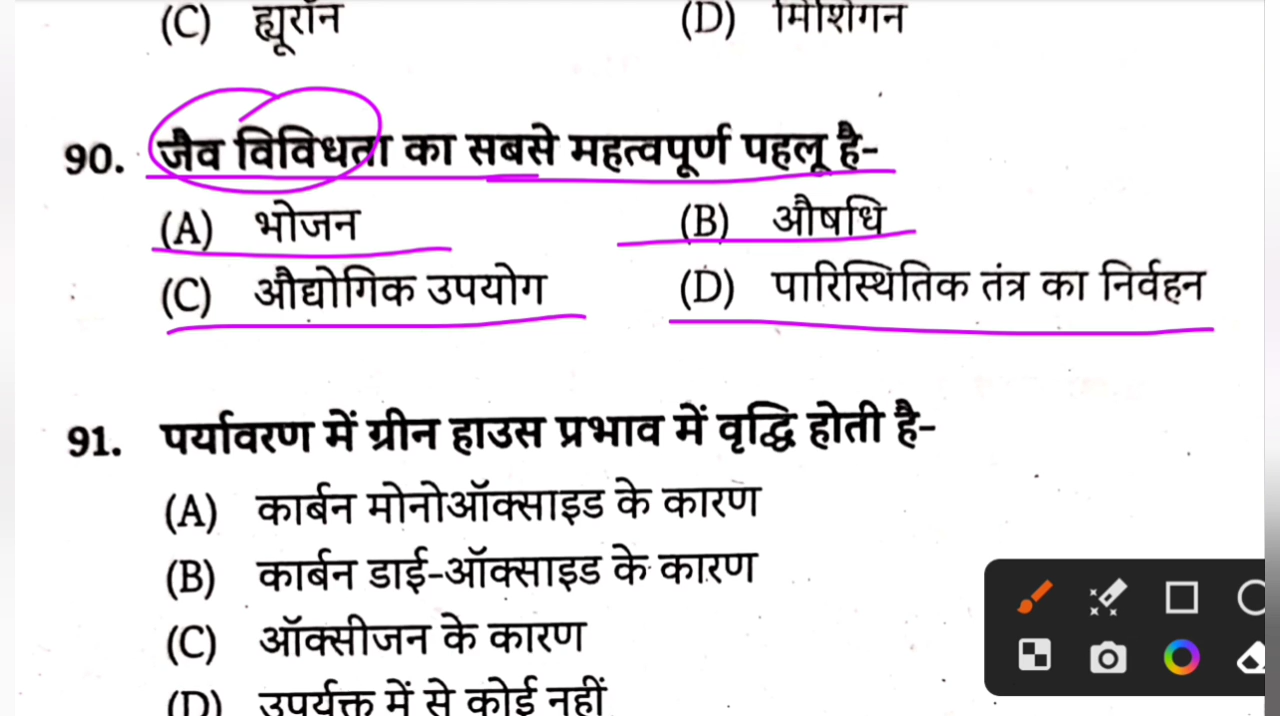 (C) ह्यूरॉन (D) मिशिगन
90. जैव विविधता का सबसे महत्वपूर्ण पहलू है-
(A) भोजन (B) औषधि
(C) औद्योगिक उपयोग (D) पारिस्थितिक तंत्र का निर्वहन
91. पर्यावरण में ग्रीन हाउस प्रभाव में वृद्धि होती है-
(A) कार्बन मोनोऑक्साइड के कारण
(B) कार्बन डाई-ऑक्साइड के कारण
(C) ऑक्सीजन के कारण
(D) उपर्युक्त में से कोई नहीं